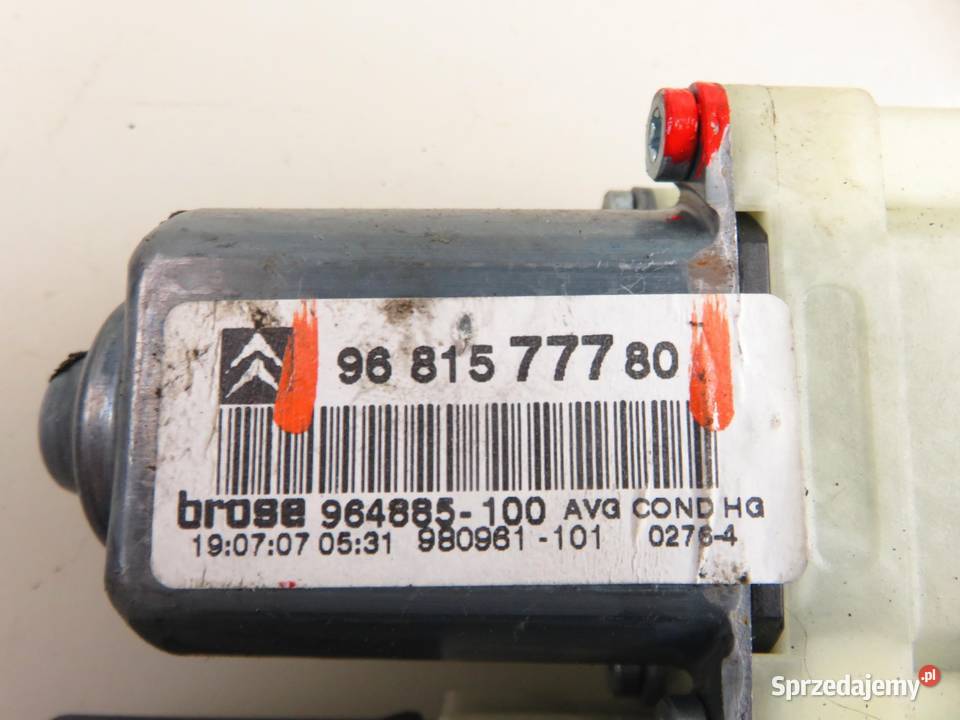 96 815 777 80
brose 964885-100 AVG COND HG
19:07:07 05:31 980961-101 0276-4
Sprzedajemy.pl